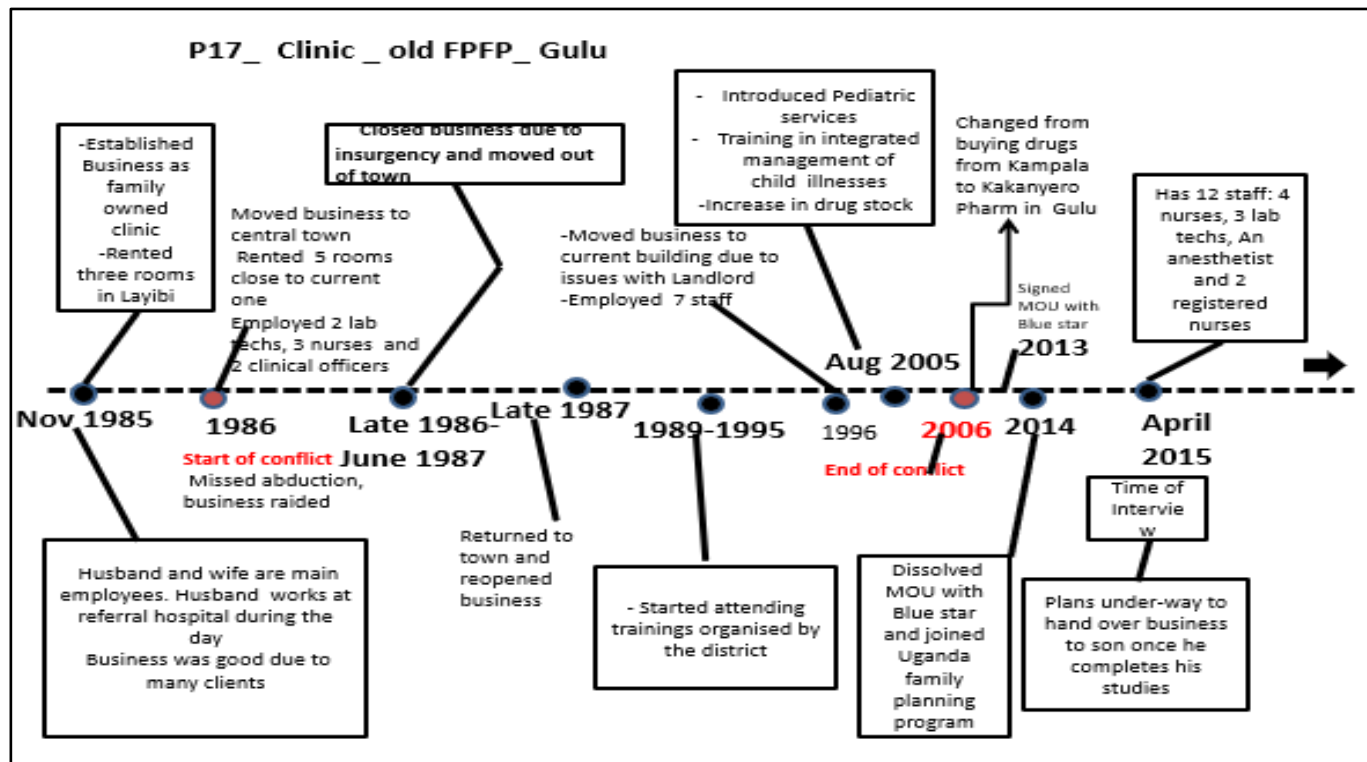 P17_ Clinic _ old FPFP_ Gulu
-Established
Business as
family
owned
clinic
-Rented
three rooms
in Layibi
Moved business to
central town
Rented 5 rooms
close to current
one
Employed 2 lab
techs, 3 nurses and
2 clinical officers
Closed business due to
insurgency and moved out
of town
-Moved business to
current building due to
issues with Landlord
-Employed 7 staff
- Introduced Pediatric
services
- Training in integrated
management of
child illnesses
-Increase in drug stock
Changed from
buying drugs
from Kampala
to Kakanyero
Pharm in Gulu
Signed
MOU with
Blue star
2013
Has 12 staff: 4
nurses, 3 lab
techs, An
anesthetist
and 2
registered
nurses
Aug 2005
Nov 1985
1986
Start of conflict
Missed abduction,
business raided
Late 1986-
June 1987
Late 1987
1989-1995
1996
2006
End of conflict
2014
April
2015
Time of
Intervie
w
Husband and wife are main
employees. Husband works at
referral hospital during the
day
Business was good due to
many clients
Returned to
town and
reopened
business
- Started attending
trainings organised by
the district
Dissolved
MOU with
Blue star
and joined
Uganda
family
planning
program
Plans under-way to
hand over business
to son once he
completes his
studies